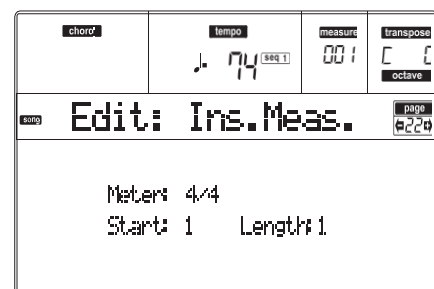 chord tempo measure transpose
♩. 74 seq 1 001 C C
octave
song Edit: Ins.Meas. page
22
Meter: 4/4
Start: 1 Length: 1